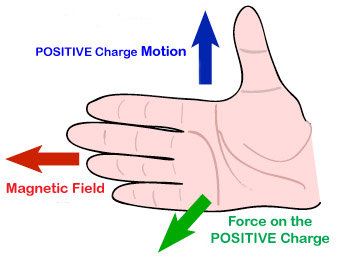 POSITIVE Charge Motion
Magnetic Field
Force on the
POSITIVE Charge